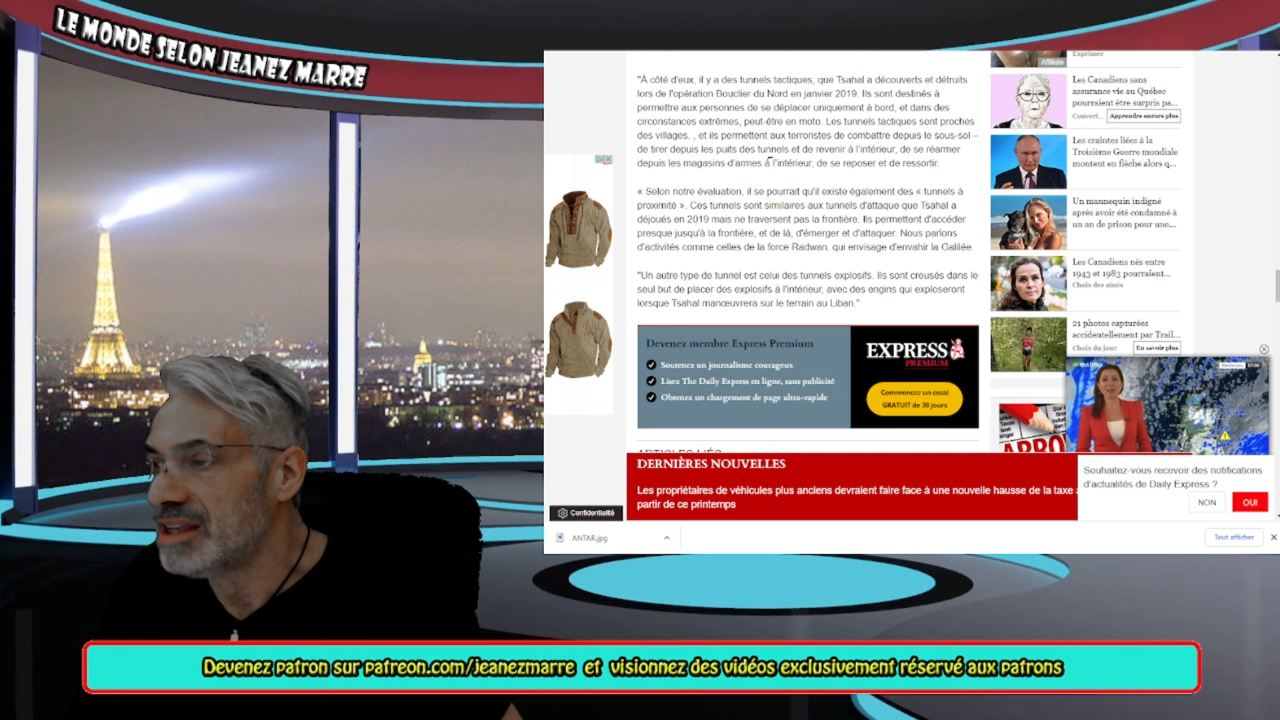 LE MONDE SELON JEANEZ MARRE
"À côté d'eux, il y a des tunnels tactiques, que Tsahal a découverts et détruits
lors de l'opération Bouclier du Nord en janvier 2019. Ils sont destinés à
permettre aux personnes de se déplacer uniquement à bord, et dans des
circonstances extrêmes, peut-être en moto. Les tunnels tactiques sont proches
des villages. , et ils permettent aux terroristes de combattre depuis le sous-sol –
de tirer depuis les puits des tunnels et de revenir à l'intérieur, de se réarmer
depuis les magasins d'armes à l'intérieur, de se reposer et de ressortir.
« Selon notre évaluation, il se pourrait qu'il existe également des « tunnels à
proximité ». Ces tunnels sont similaires aux tunnels d'attaque que Tsahal a
déjoués en 2019 mais ne traversent pas la frontière. Ils permettent d'accéder
presque jusqu'à la frontière, et de là, d'émerger et d'attaquer. Nous parlons
d'activités comme celles de la force Radwan. qui envisage d'envahir la Galilée.
"Un autre type de tunnel est celui des tunnels explosifs. Ils sont creusés dans le
seul but de placer des explosifs à l'intérieur, avec des engins qui exploseront
lorsque Tsahal manœuvrera sur le terrain au Liban."
Devenez membre Express Premium
Soutenez un journalisme courageux
Lisez The Daily Express en ligne, sans publicité
Obtenez un chargement de page ultra-rapide
EXPRESS
PREMIUM
Commencez un essai
GRATUIT de 30 jours
ARTICLES LIÉS
DERNIÈRES NOUVELLES
Les propriétaires de véhicules plus anciens devraient faire face à une nouvelle hausse de la taxe à
partir de ce printemps
Confidentialité
ANTAR.jpg
Exprimer
Affiliate
Les Canadiens sans
assurance vie au Québec
pourraient être surpris pa...
Convert...
Apprendre encore plus
Les craintes liées à la
Troisième Guerre mondiale
montent en flèche alors q...
Un mannequin indigné
après avoir été condamné à
un an de prison pour une...
Les Canadiens nés entre
1943 et 1983 pourraient...
Choix des aînés
21 photos capturées
accidentellement par Trail...
Choix du jour
En savoir plus
Met Office
Souhaitez-vous recevoir des notifications
d'actualités de Daily Express ?
NON
OUI
Tout afficher
Devenez patron sur patreon.com/jeanezmarre et visionnez des vidéos exclusivement réservé aux patrons